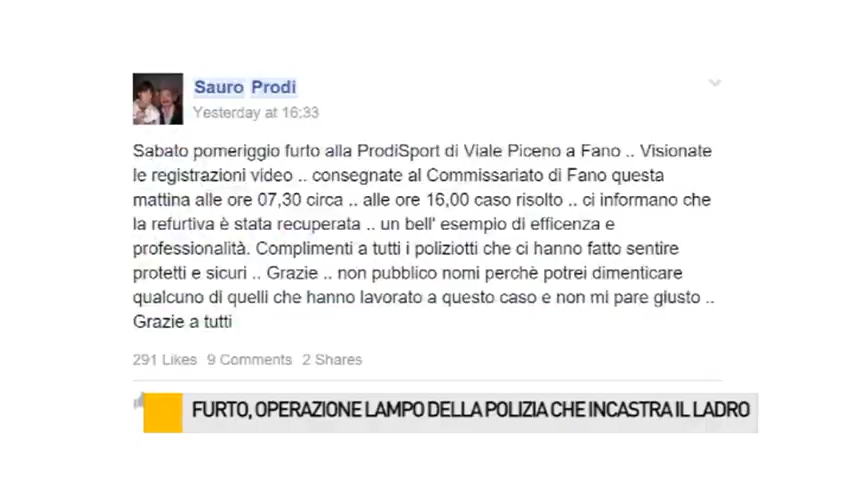 Sauro Prodi
Yesterday at 16:33
Sabato pomeriggio furto alla ProdiSport di Viale Piceno a Fano .. Visionate
le registrazioni video .. consegnate al Commissariato di Fano questa
mattina alle ore 07,30 circa .. alle ore 16,00 caso risolto .. ci informano che
la refurtiva è stata recuperata .. un bell' esempio di efficenza e
professionalità. Complimenti a tutti i poliziotti che ci hanno fatto sentire
protetti e sicuri .. Grazie .. non pubblico nomi perchè potrei dimenticare
qualcuno di quelli che hanno lavorato a questo caso e non mi pare giusto ..
Grazie a tutti
291 Likes 9 Comments 2 Shares
FURTO, OPERAZIONE LAMPO DELLA POLIZIA CHE INCASTRA IL LADRO